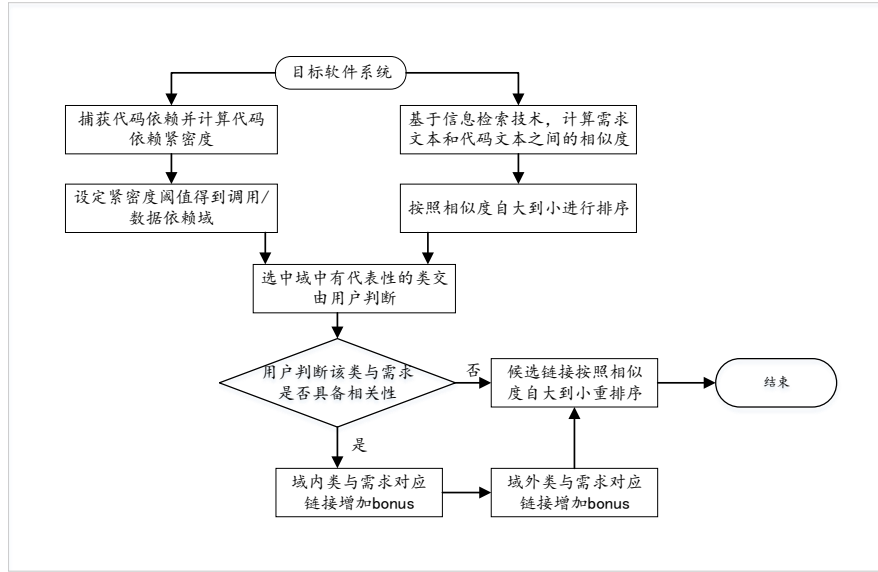 目标软件系统
捕获代码依赖并计算代码
依赖紧密度
基于信息检索技术，计算需求
文本和代码文本之间的相似度
设定紧密度阈值得到调用/
数据依赖域
按照相似度自大到小进行排序
选中域中有代表性的类交
由用户判断
用户判断该类与需求
是否具备相关性
否
候选链接按照相似
度自大到小重排序
结束
是
域内类与需求对应
链接增加bonus
域外类与需求对应
链接增加bonus